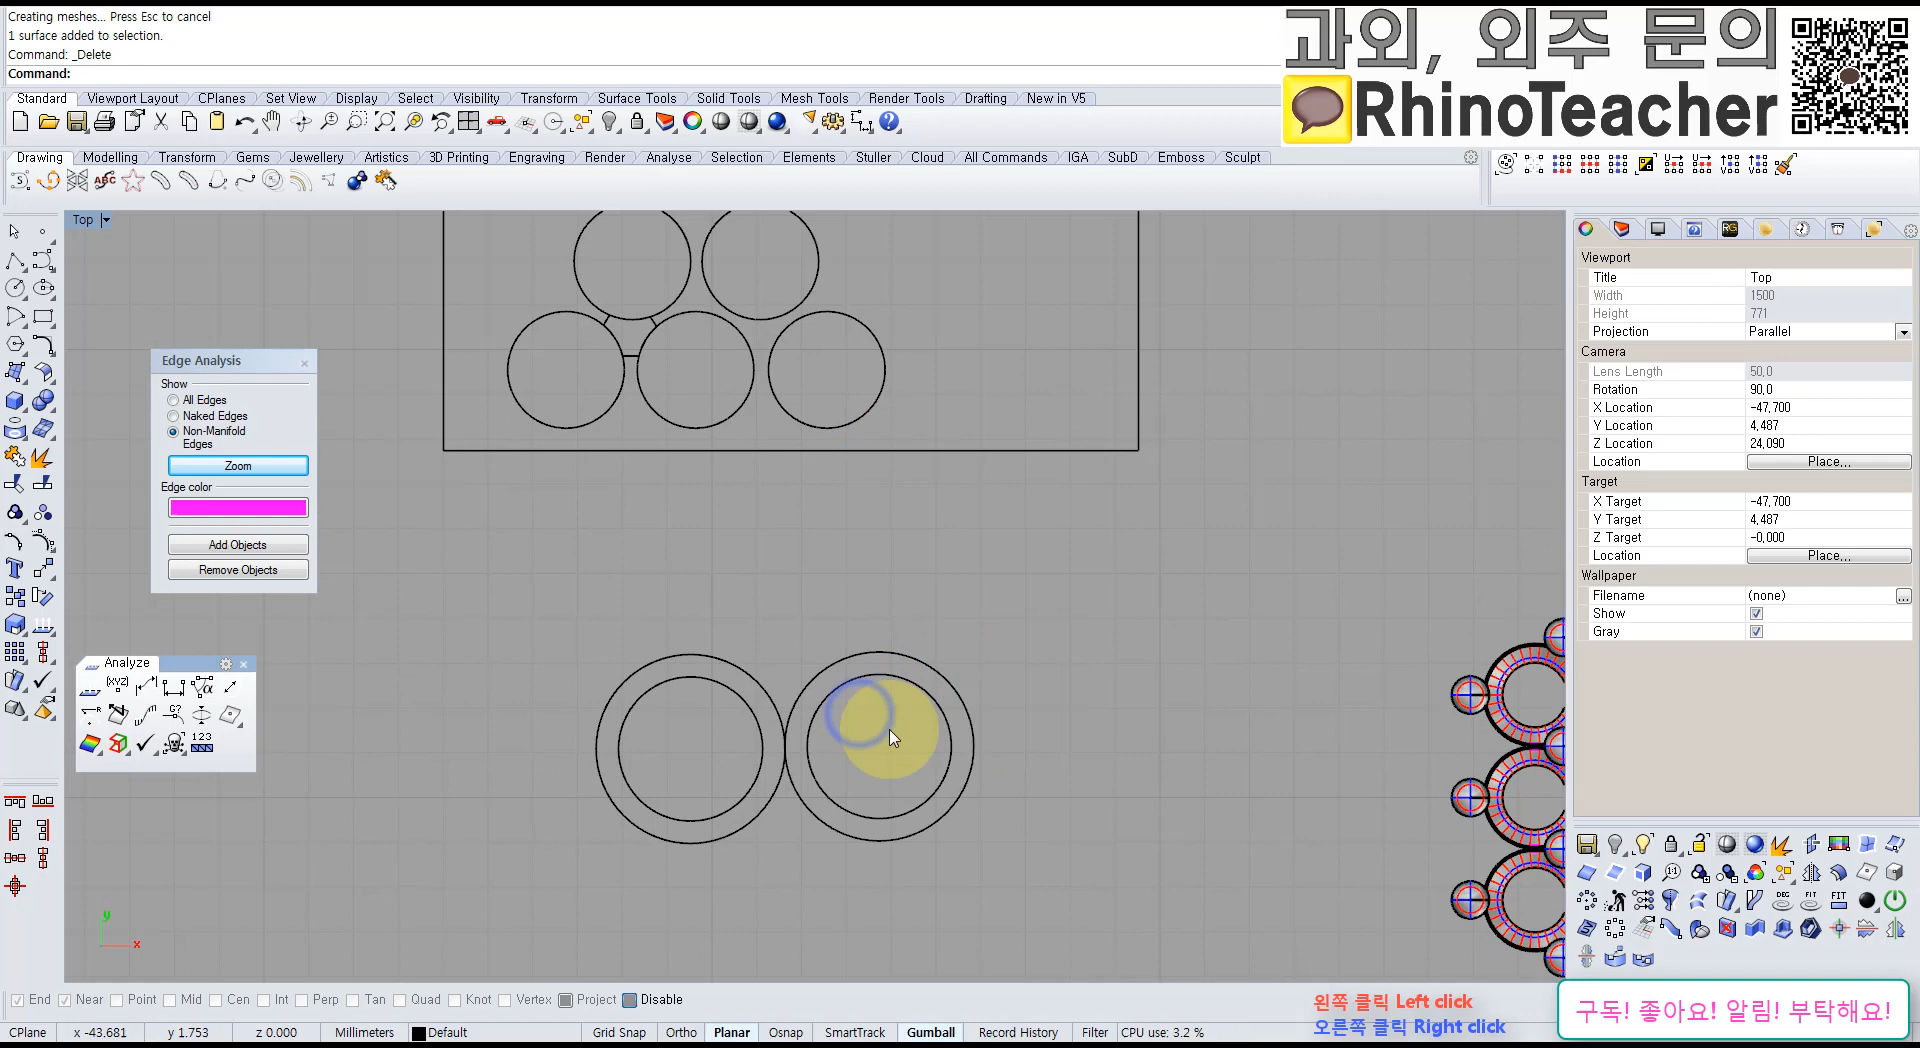 Creating meshes... Press Esc to cancel
1 surface added to selection.
Command: _Delete
Command:
과외, 외주 문의
RhinoTeacher
Standard Viewport Layout CPlanes Set View Display Select Visibility Transform Surface Tools Solid Tools Mesh Tools Render Tools Drafting New in V5
Drawing Modelling Transform Gems Jewellery Artistics 3D Printing Engraving Render Analyse Selection Elements Stuller Cloud All Commands IGA SubD Emboss Sculpt
ABC
Top
Edge Analysis
Show
All Edges
Naked Edges
Non-Manifold
Edges
Zoom
Edge color
Add Objects
Remove Objects
Analyze
(XYZ)
G?
123
y
x
RG
Viewport
Title Top
Width 1500
Height 771
Projection Parallel
Camera
Lens Length 50,0
Rotation 90,0
X Location -47,700
Y Location 4,487
Z Location 24,090
Location Place...
Target
X Target -47,700
Y Target 4,487
Z Target -0,000
Location Place...
Wallpaper
Filename (none) ...
Show
Gray
DEG FIT FIT
End Near Point Mid Cen Int Perp Tan Quad Knot Vertex Project Disable
왼쪽 클릭 Left click
오른쪽 클릭 Right click
구독! 좋아요! 알림! 부탁해요!
CPlane x -43.681 y 1.753 z 0.000 Millimeters Default Grid Snap Ortho Planar Osnap SmartTrack Gumball Record History Filter CPU use: 3.2 %